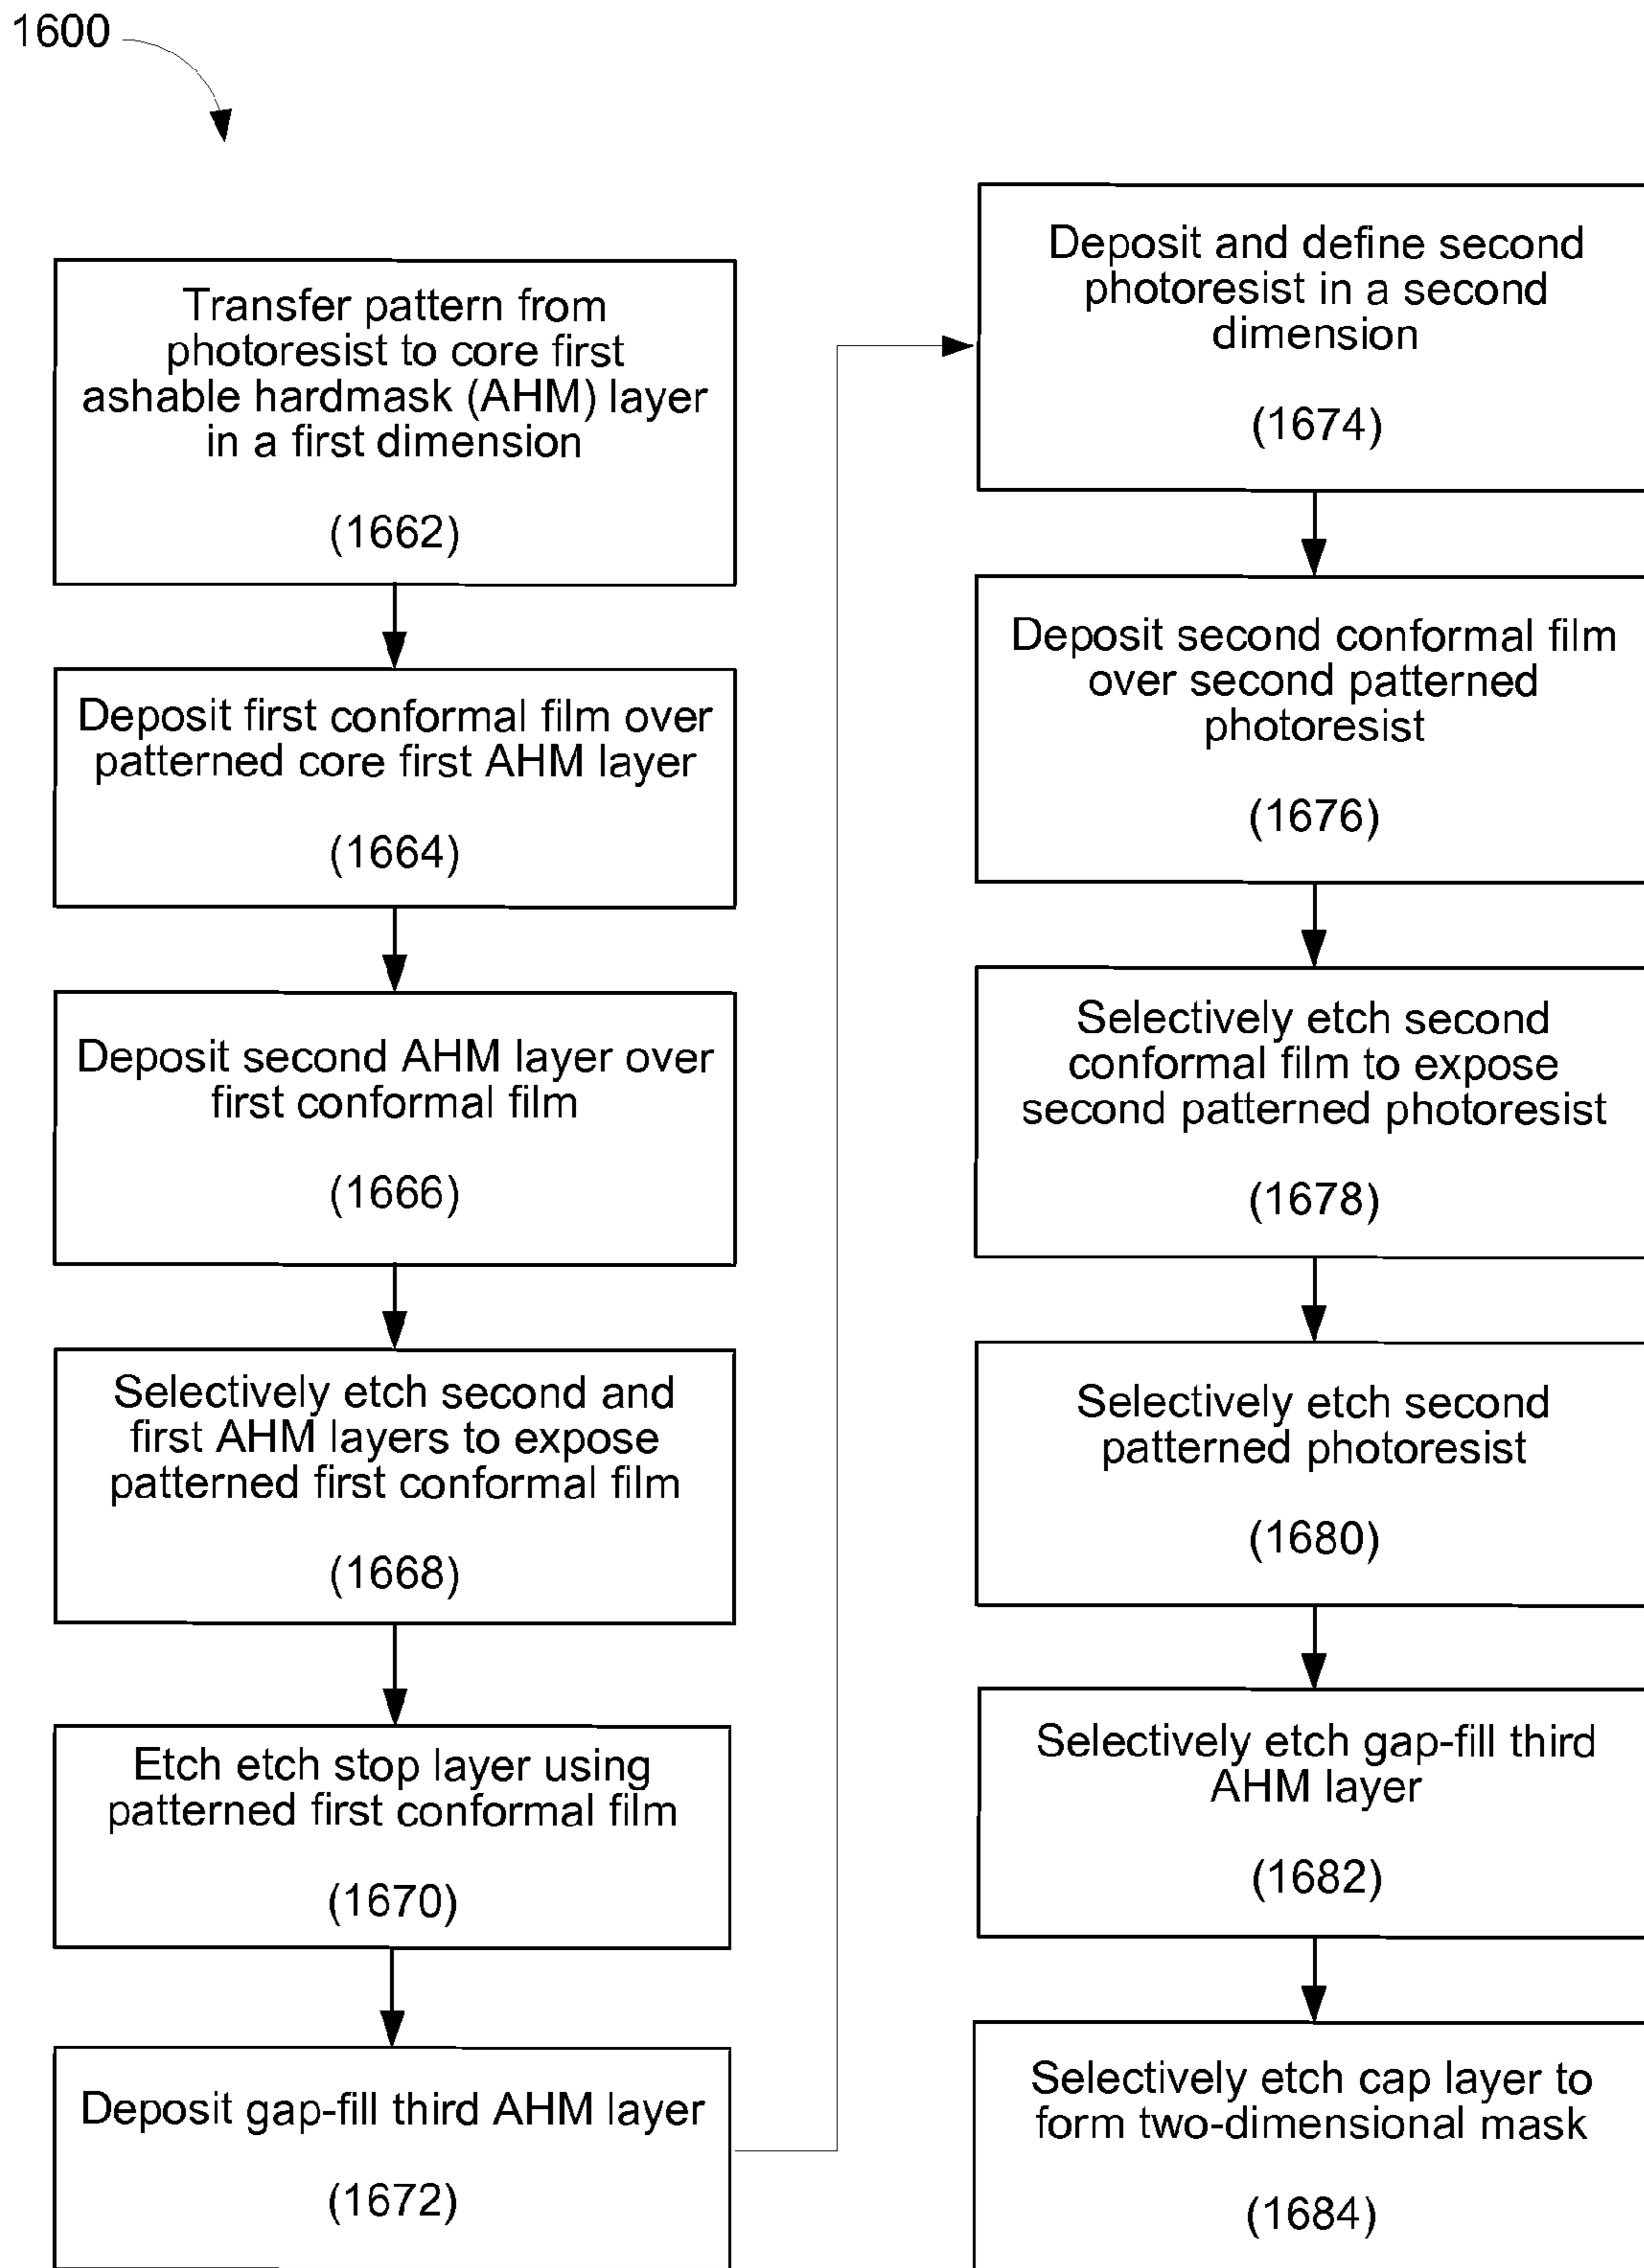 1600
Transfer pattern from
photoresist to core first
ashable hardmask (AHM) layer
in a first dimension
(1662)
Deposit first conformal film over
patterned core first AHM layer
(1664)
Deposit second AHM layer over
first conformal film
(1666)
Selectively etch second and
first AHM layers to expose
patterned first conformal film
(1668)
Etch etch stop layer using
patterned first conformal film
(1670)
Deposit gap-fill third AHM layer
(1672)
Deposit and define second
photoresist in a second
dimension
(1674)
Deposit second conformal film
over second patterned
photoresist
(1676)
Selectively etch second
conformal film to expose
second patterned photoresist
(1678)
Selectively etch second
patterned photoresist
(1680)
Selectively etch gap-fill third
AHM layer
(1682)
Selectively etch cap layer to
form two-dimensional mask
(1684)